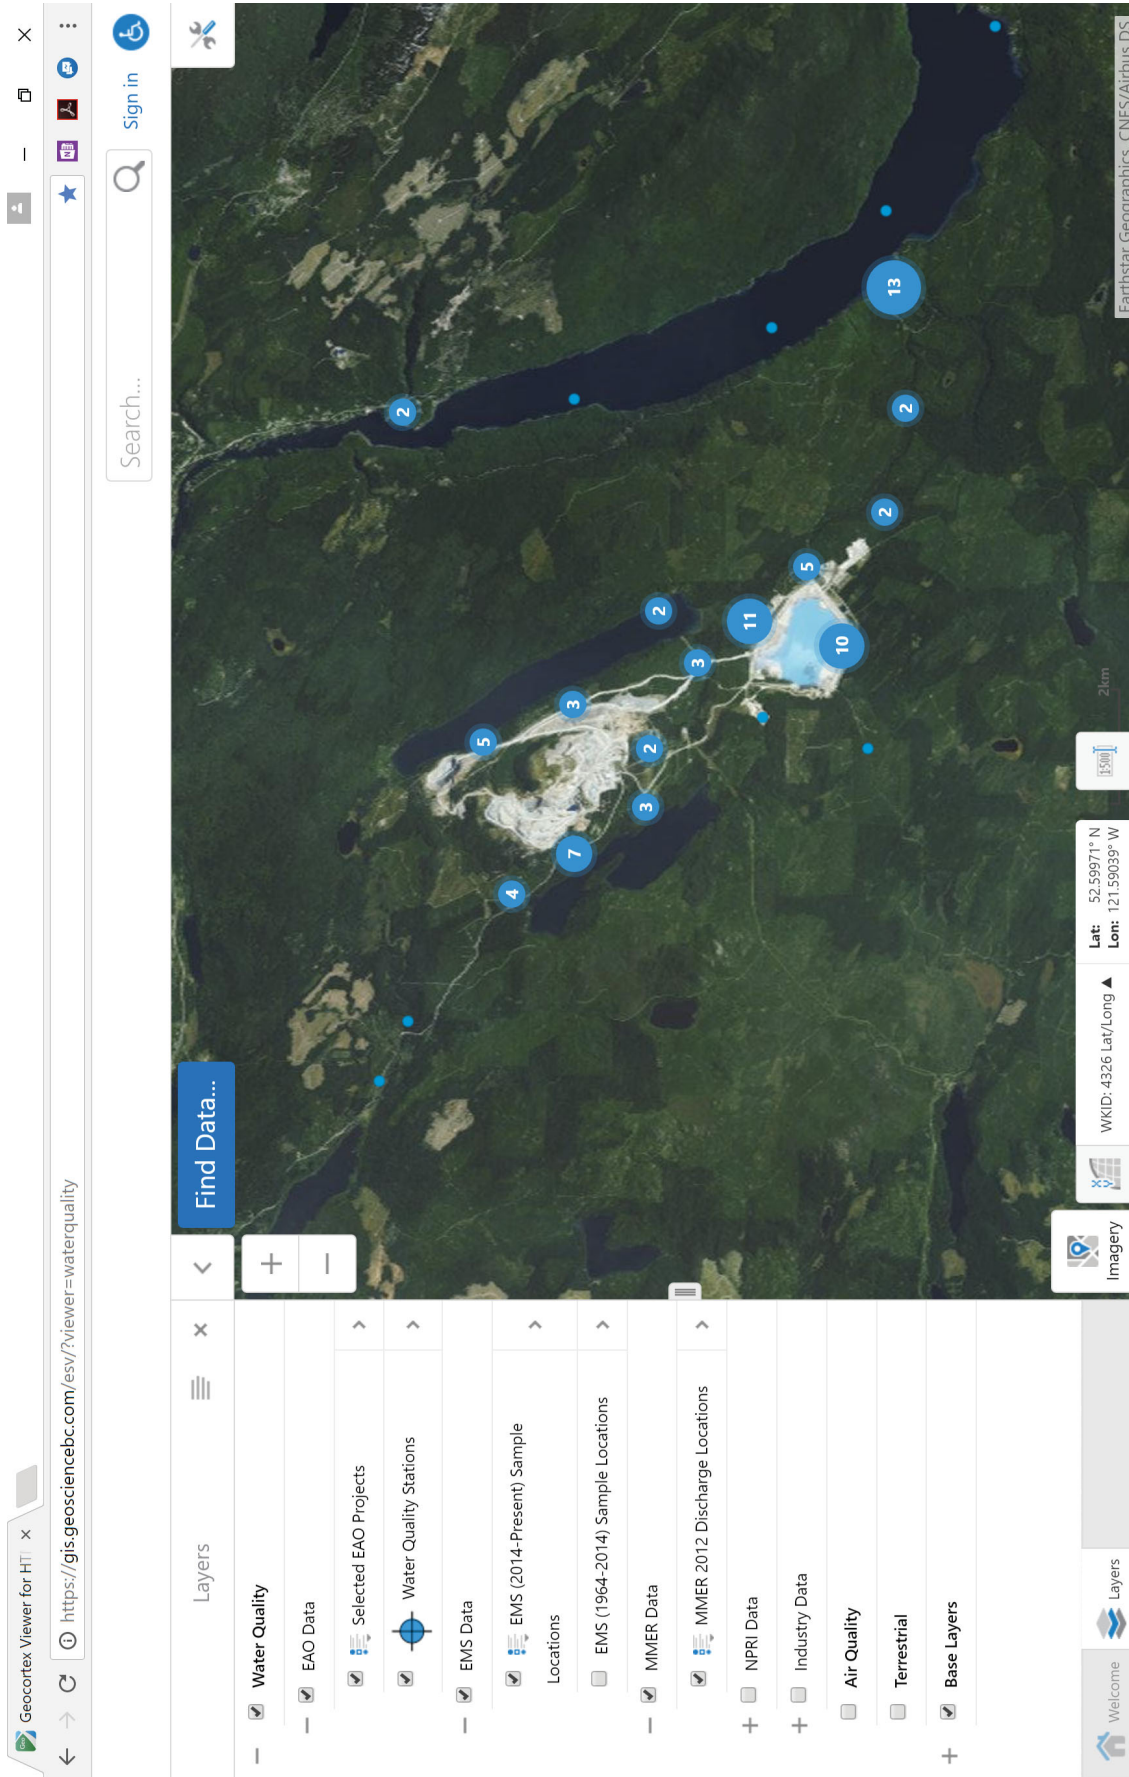 Geocortex Viewer for HT
https://gis.geosciencebc.com/esv/?viewer=waterquality
Search...
Sign in
Layers
Find Data...
Water Quality
EAO Data
Selected EAO Projects
Water Quality Stations
EMS Data
EMS (2014-Present) Sample
Locations
EMS (1964-2014) Sample Locations
MMER Data
MMER 2012 Discharge Locations
NPRI Data
Industry Data
Air Quality
Terrestrial
Base Layers
Welcome
Layers
2
5
4
7
3
3
2
3
2
11
10
5
2
2
13
Imagery
WKID: 4326 Lat/Long
Lat: 52.59971° N
Lon: 121.59039° W
1:500
2km
Earthstar Geographics, CNES/Airbus DS